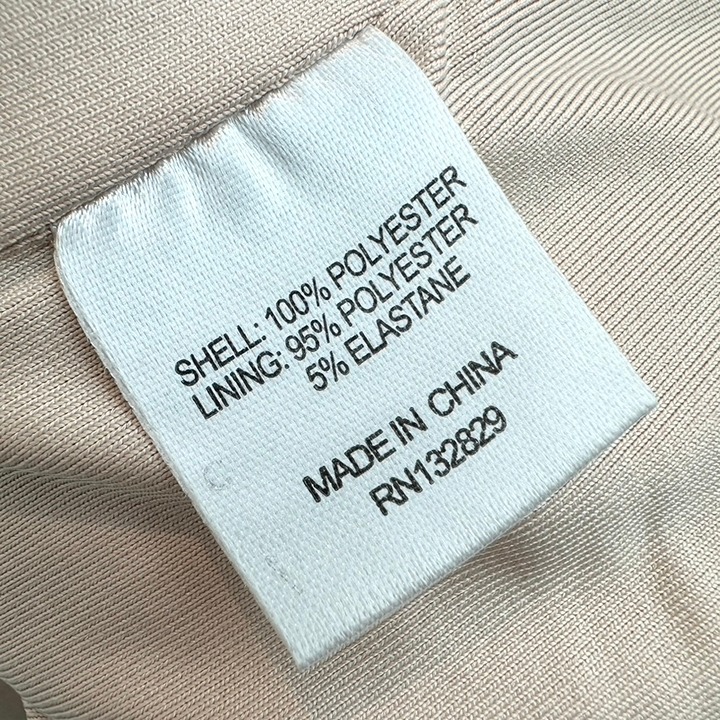 SHELL: 100% POLYESTER
LINING: 95% POLYESTER
5% ELASTANE
MADE IN CHINA
RN132829